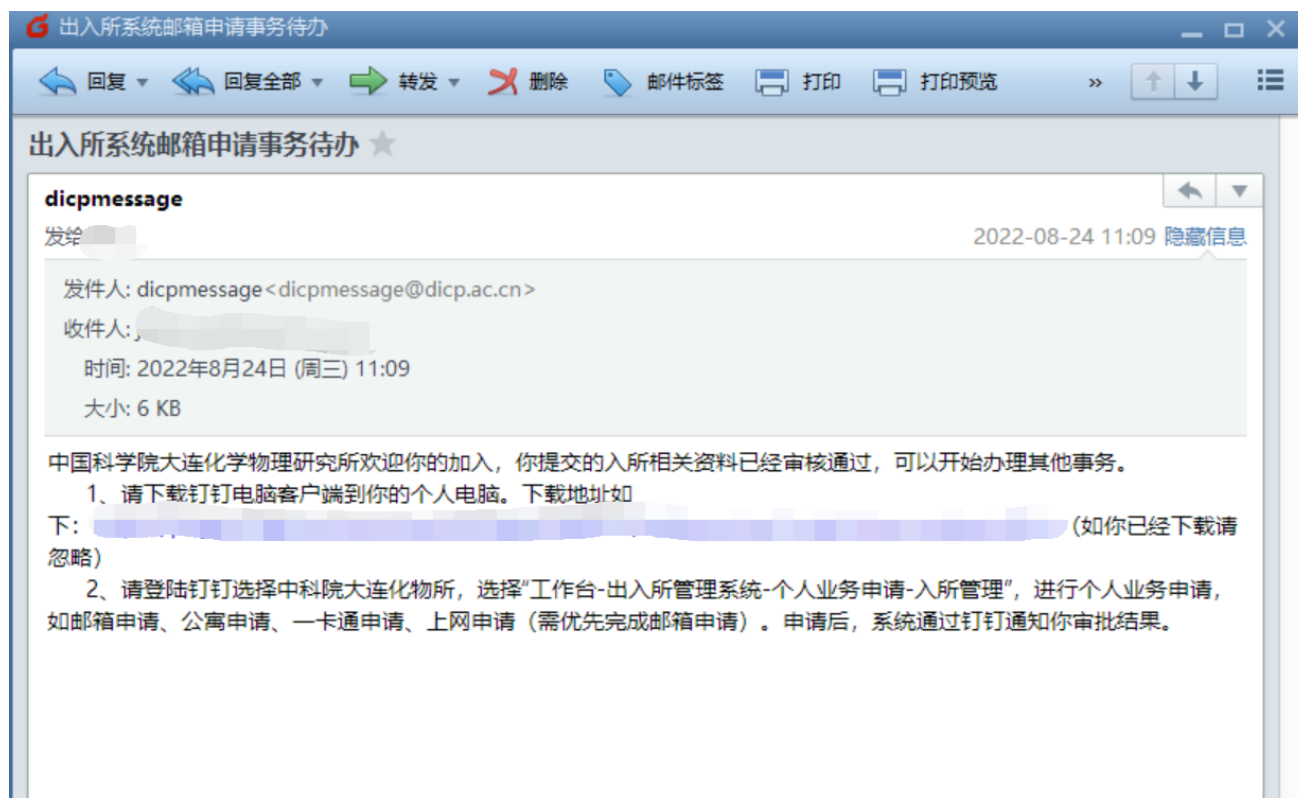 出入所系统邮箱申请事务待办
回复 回复全部 转发 删除 邮件标签 打印 打印预览 »
出入所系统邮箱申请事务待办
dicpmessage
发给
2022-08-24 11:09 隐藏信息
发件人: dicpmessage<dicpmessage@dicp.ac.cn>
收件人:
时间: 2022年8月24日 (周三) 11:09
大小: 6 KB
中国科学院大连化学物理研究所欢迎你的加入，你提交的入所相关资料已经审核通过，可以开始办理其他事务。
1、请下载钉钉电脑客户端到你的个人电脑。下载地址如
下： （如你已经下载请
忽略）
2、请登陆钉钉选择中科院大连化物所，选择“工作台-出入所管理系统-个人业务申请-入所管理”，进行个人业务申请，
如邮箱申请、公寓申请、一卡通申请、上网申请（需优先完成邮箱申请）。申请后，系统通过钉钉通知你审批结果。